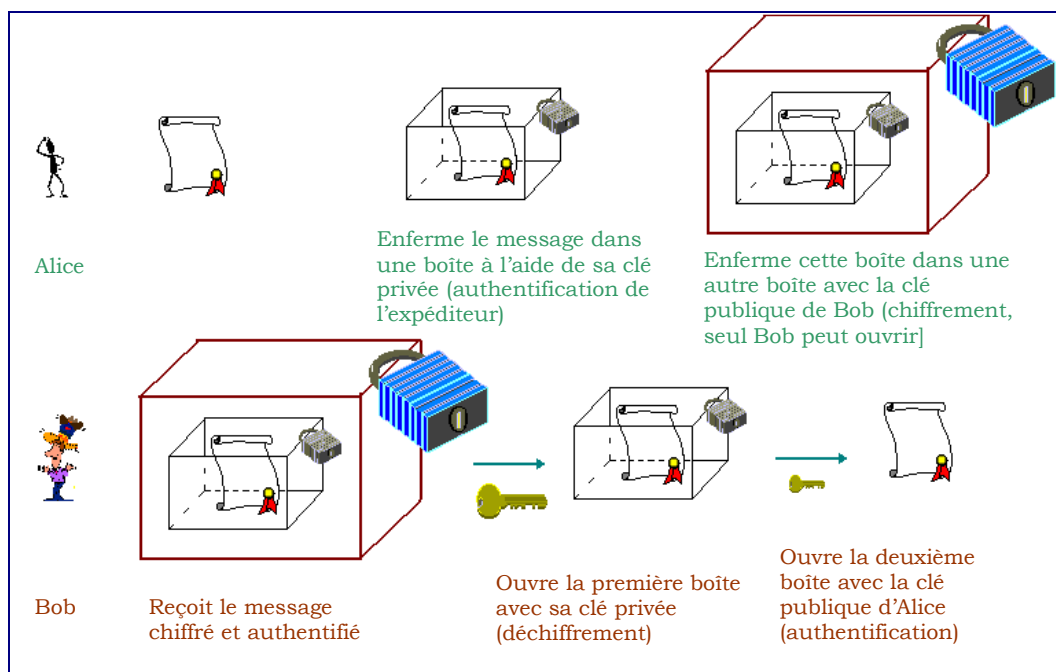 Alice
Enferme le message dans
une boîte à l’aide de sa clé
privée (authentification de
l’expéditeur)
Enferme cette boîte dans une
autre boîte avec la clé
publique de Bob (chiffrement,
seul Bob peut ouvrir]
Bob
Reçoit le message
chiffré et authentifié
Ouvre la première boîte
avec sa clé privée
(déchiffrement)
Ouvre la deuxième
boîte avec la clé
publique d’Alice
(authentification)